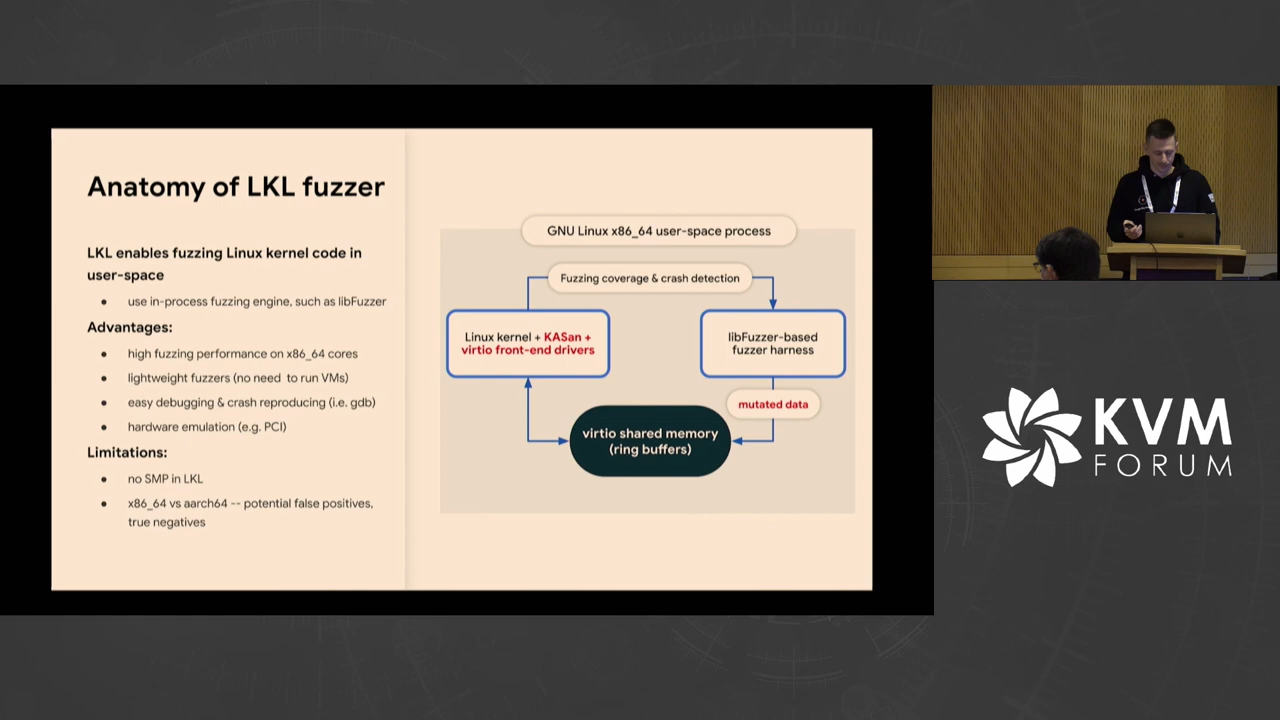 Anatomy of LKL fuzzer
LKL enables fuzzing Linux kernel code in
user-space
● use in-process fuzzing engine, such as libFuzzer
Advantages:
● high fuzzing performance on x86_64 cores
● lightweight fuzzers (no need to run VMs)
● easy debugging & crash reproducing (i.e. gdb)
● hardware emulation (e.g. PCI)
Limitations:
● no SMP in LKL
● x86_64 vs aarch64 -- potential false positives,
true negatives
GNU Linux x86_64 user-space process
Fuzzing coverage & crash detection
Linux kernel + KASan +
virtio front-end drivers
libFuzzer-based
fuzzer harness
mutated data
virtio shared memory
(ring buffers)
KVM
FORUM